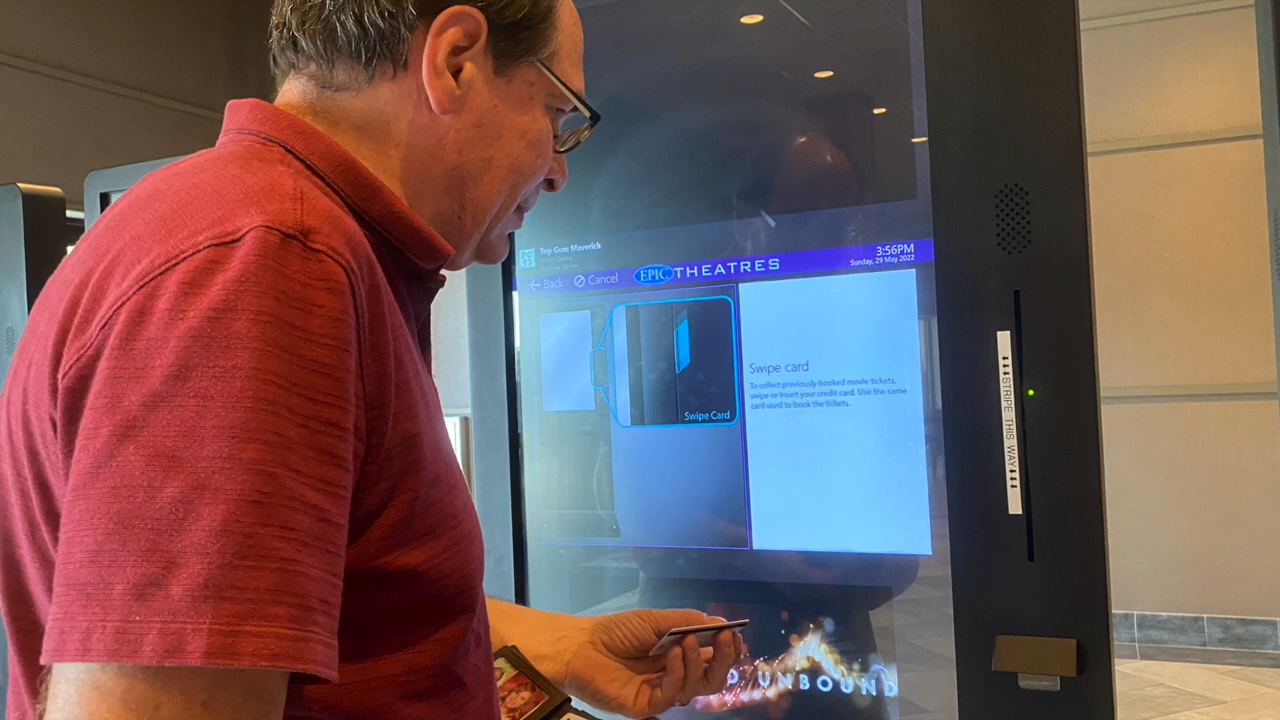 Top Gun: Maverick
PG
13
3:56PM
Sunday, 29 May 2022
← Back
Cancel
EPIC THEATRES
Swipe Card
Swipe card
To collect previously booked movie tickets,
swipe or insert your credit card. Use the same
card used to book the tickets.
STRIPE THIS WAY
D UNBOUND